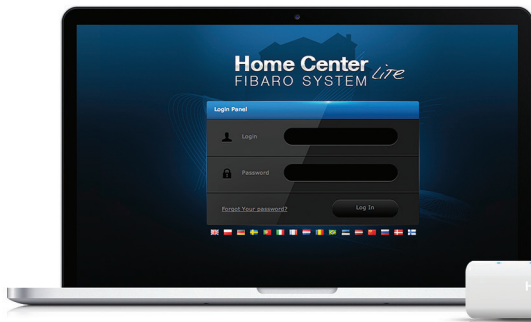 Home Center Lite
FIBARO SYSTEM
Login Panel
Login
Password
Forgot Your password?
Log In
H